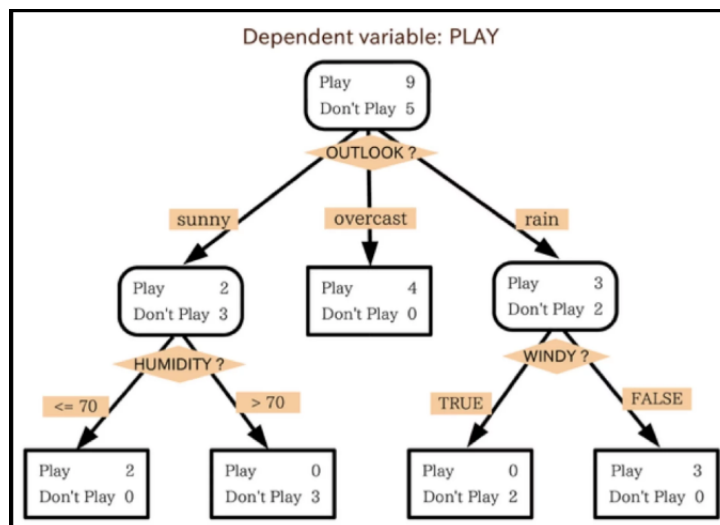 Dependent variable: PLAY
Play 9
Don't Play 5
OUTLOOK ?
sunny
overcast
rain
Play 2
Don't Play 3
Play 4
Don't Play 0
Play 3
Don't Play 2
HUMIDITY ?
WINDY ?
<= 70
> 70
TRUE
FALSE
Play 2
Don't Play 0
Play 0
Don't Play 3
Play 0
Don't Play 2
Play 3
Don't Play 0